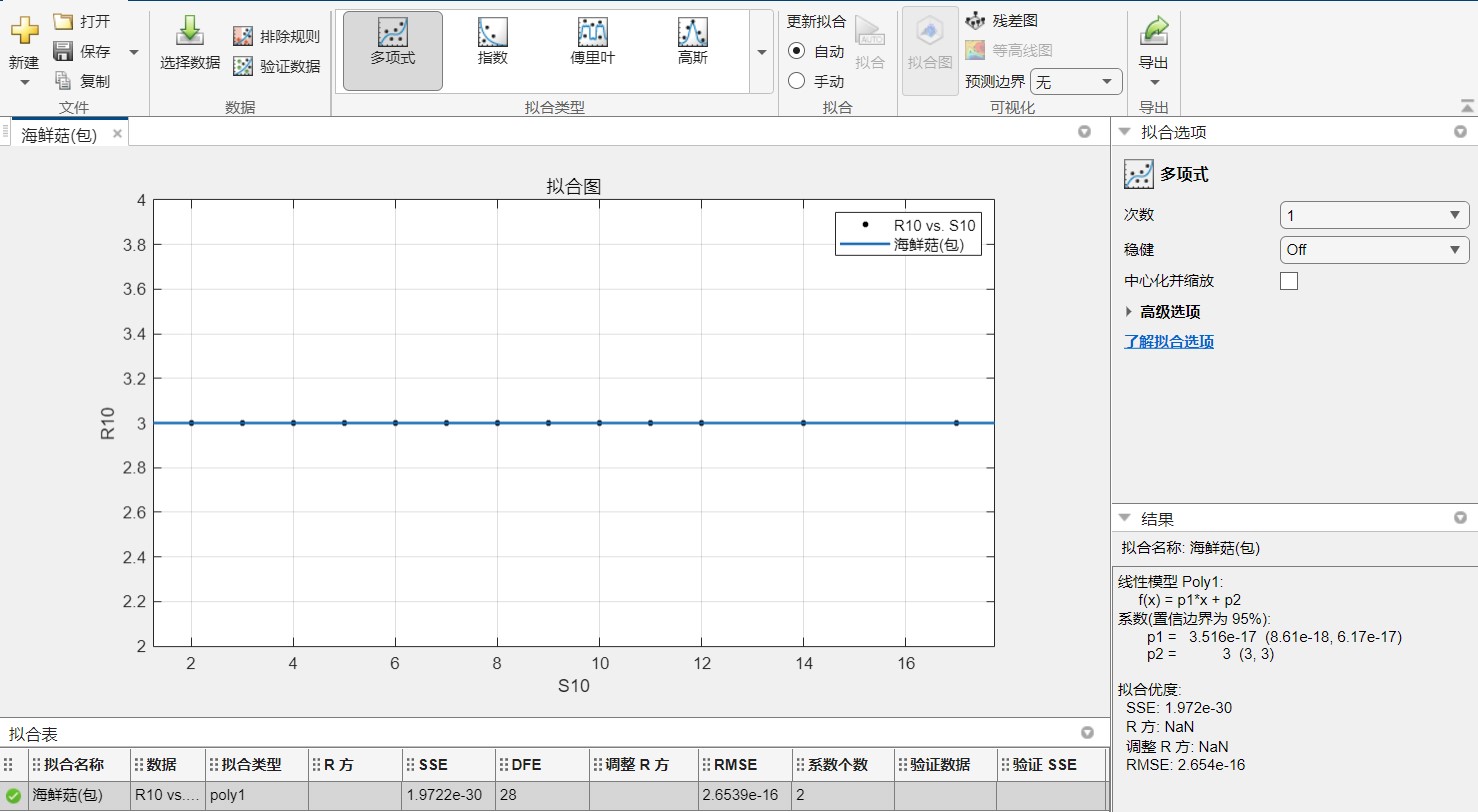 新建
打开
保存
复制
文件
选择数据
排除规则
验证数据
数据
多项式
指数
傅里叶
高斯
拟合类型
更新拟合
自动
手动
AUTO
拟合
拟合
拟合图
残差图
等高线图
预测边界 无
可视化
导出
导出
海鲜菇(包)
拟合图
4
3.8
3.6
3.4
3.2
3
2.8
2.6
2.4
2.2
2
R10
2 4 6 8 10 12 14 16
S10
R10 vs. S10
海鲜菇(包)
拟合选项
多项式
次数 1
稳健 Off
中心化并缩放
高级选项
了解拟合选项
结果
拟合名称: 海鲜菇(包)
线性模型 Poly1:
f(x) = p1*x + p2
系数(置信边界为 95%):
p1 = 3.516e-17 (8.61e-18, 6.17e-17)
p2 = 3 (3, 3)
拟合优度:
SSE: 1.972e-30
R 方: NaN
调整 R 方: NaN
RMSE: 2.654e-16
拟合表
拟合名称 数据 拟合类型 R 方 SSE DFE 调整 R 方 RMSE 系数个数 验证数据 验证 SSE
海鲜菇(包) R10 vs.... poly1 1.9722e-30 28 2.6539e-16 2